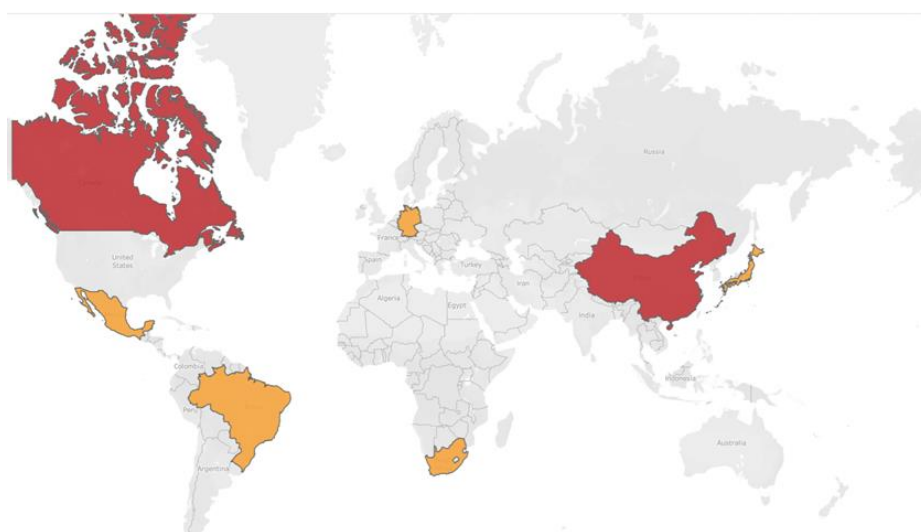 Russia
United
States
France
Spain
Turkey
Algeria
Egypt
Iran
India
Colombia
Peru
Indonesia
Argentina
Australia